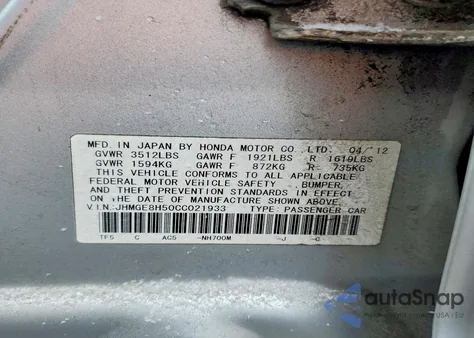 MFD. IN JAPAN BY HONDA MOTOR CO., LTD. 04/12
GVWR 3512LBS GAWR F 1921LBS R 1619LBS
GVWR 1594KG GAWR F 872KG R 735KG
THIS VEHICLE CONFORMS TO ALL APPLICABLE
FEDERAL MOTOR VEHICLE SAFETY, BUMPER,
AND THEFT PREVENTION STANDARDS IN EFFECT
ON THE DATE OF MANUFACTURE SHOWN ABOVE.
V.I.N: JHMGE8H50CC021933 TYPE: PASSENGER CAR
TF5 C AC5 -NH700M -J -C
autoSnap